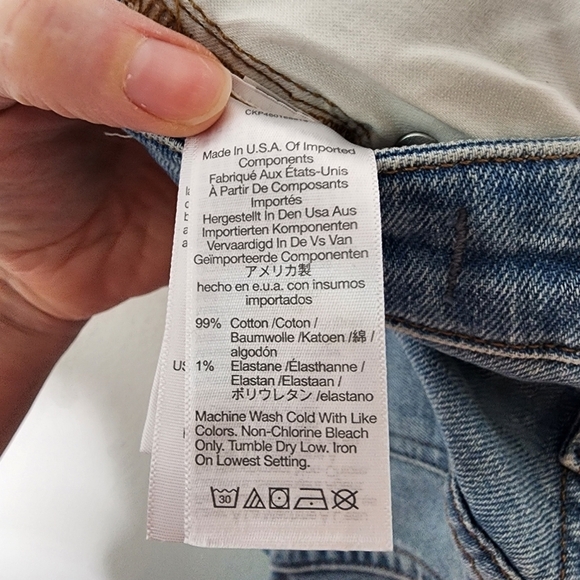 Made In U.S.A. Of Imported
Components
Fabriqué Aux États-Unis
À Partir De Composants
Importés
Hergestellt In Den Usa Aus
Importierten Komponenten
Vervaardigd In De Vs Van
Geïmporteerde Componenten
アメリカ製
hecho en e.u.a. con insumos
importados
99% Cotton /Coton /
Baumwolle /Katoen /綿 /
algodón
US 1% Elastane /Élasthanne /
Elastan /Elastaan /
ポリウレタン /elastano
Machine Wash Cold With Like
Colors. Non-Chlorine Bleach
Only. Tumble Dry Low. Iron
On Lowest Setting.
30